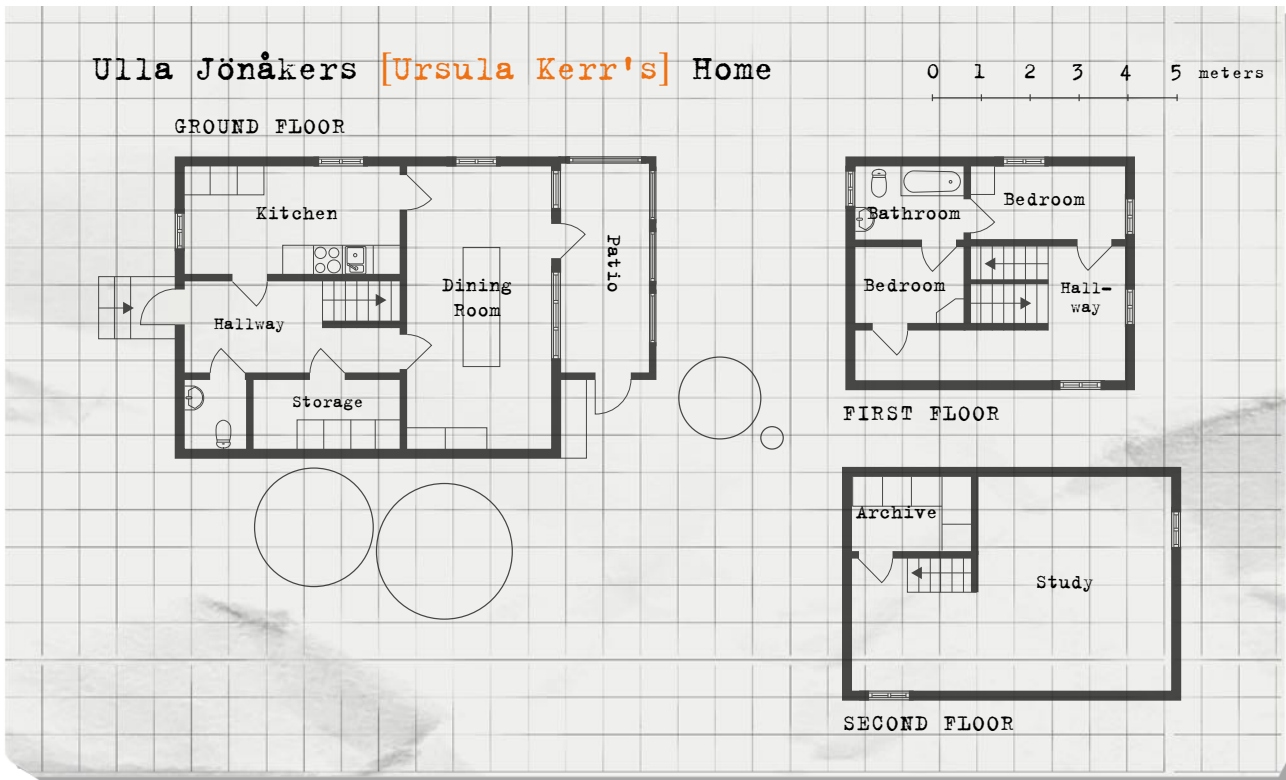 Ulla Jönåkers [Ursula Kerr's] Home
0 1 2 3 4 5 meters
GROUND FLOOR
Kitchen
Dining
Room
Patio
Hallway
Storage
Bathroom
Bedroom
Bedroom
Hall-
way
FIRST FLOOR
Archive
Study
SECOND FLOOR